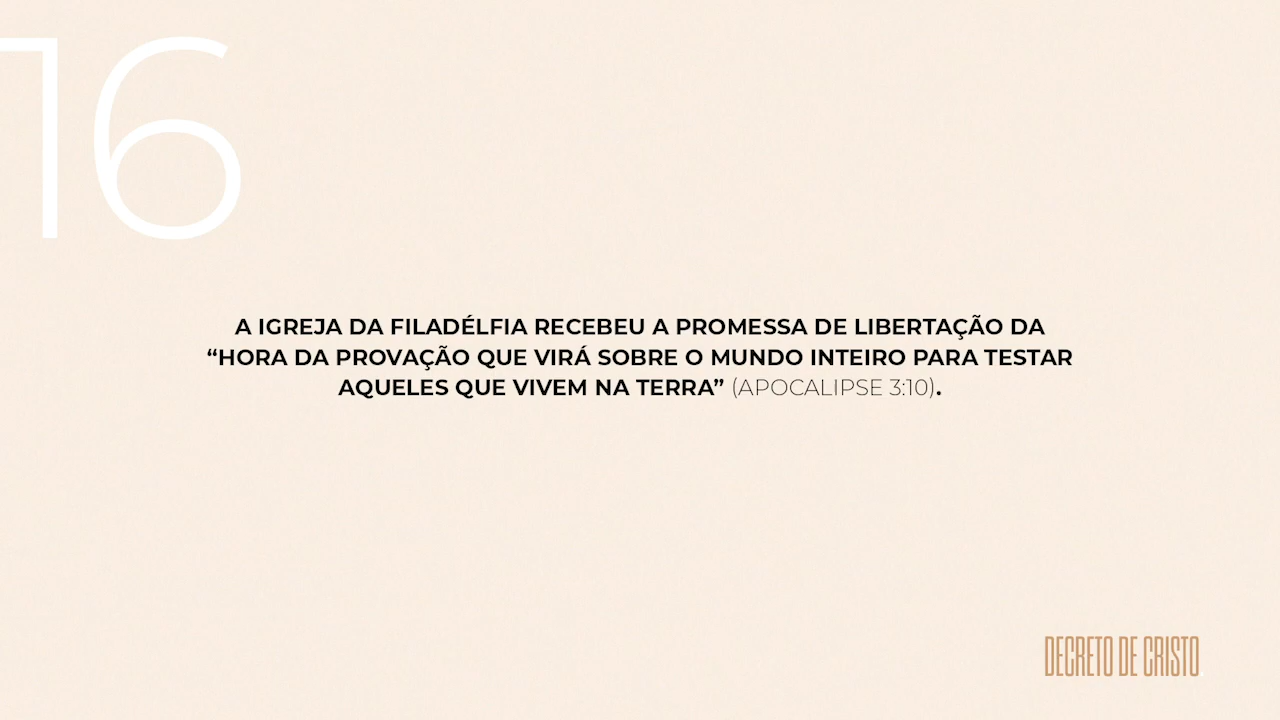 16
A IGREJA DA FILADÉLFIA RECEBEU A PROMESSA DE LIBERTAÇÃO DA
“HORA DA PROVAÇÃO QUE VIRÁ SOBRE O MUNDO INTEIRO PARA TESTAR
AQUELES QUE VIVEM NA TERRA” (APOCALIPSE 3:10).
DECRETO DE CRISTO